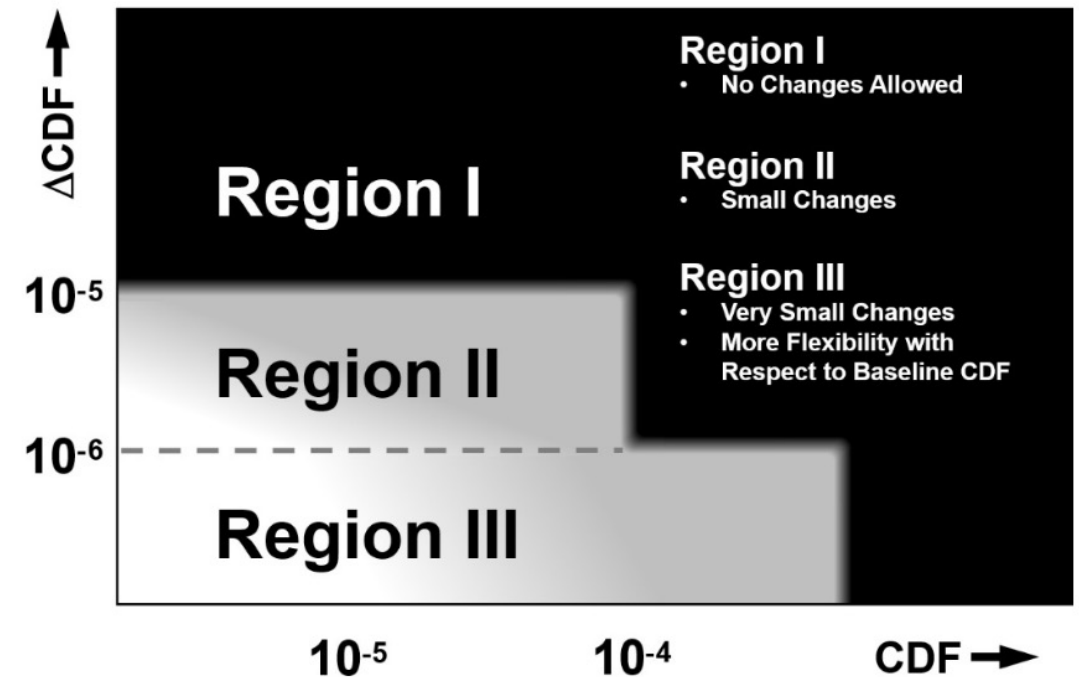 ΔCDF
Region I
• No Changes Allowed
Region II
• Small Changes
Region III
• Very Small Changes
• More Flexibility with
Respect to Baseline CDF
Region I
10-5
Region II
10-6
Region III
10-5
10-4
CDF